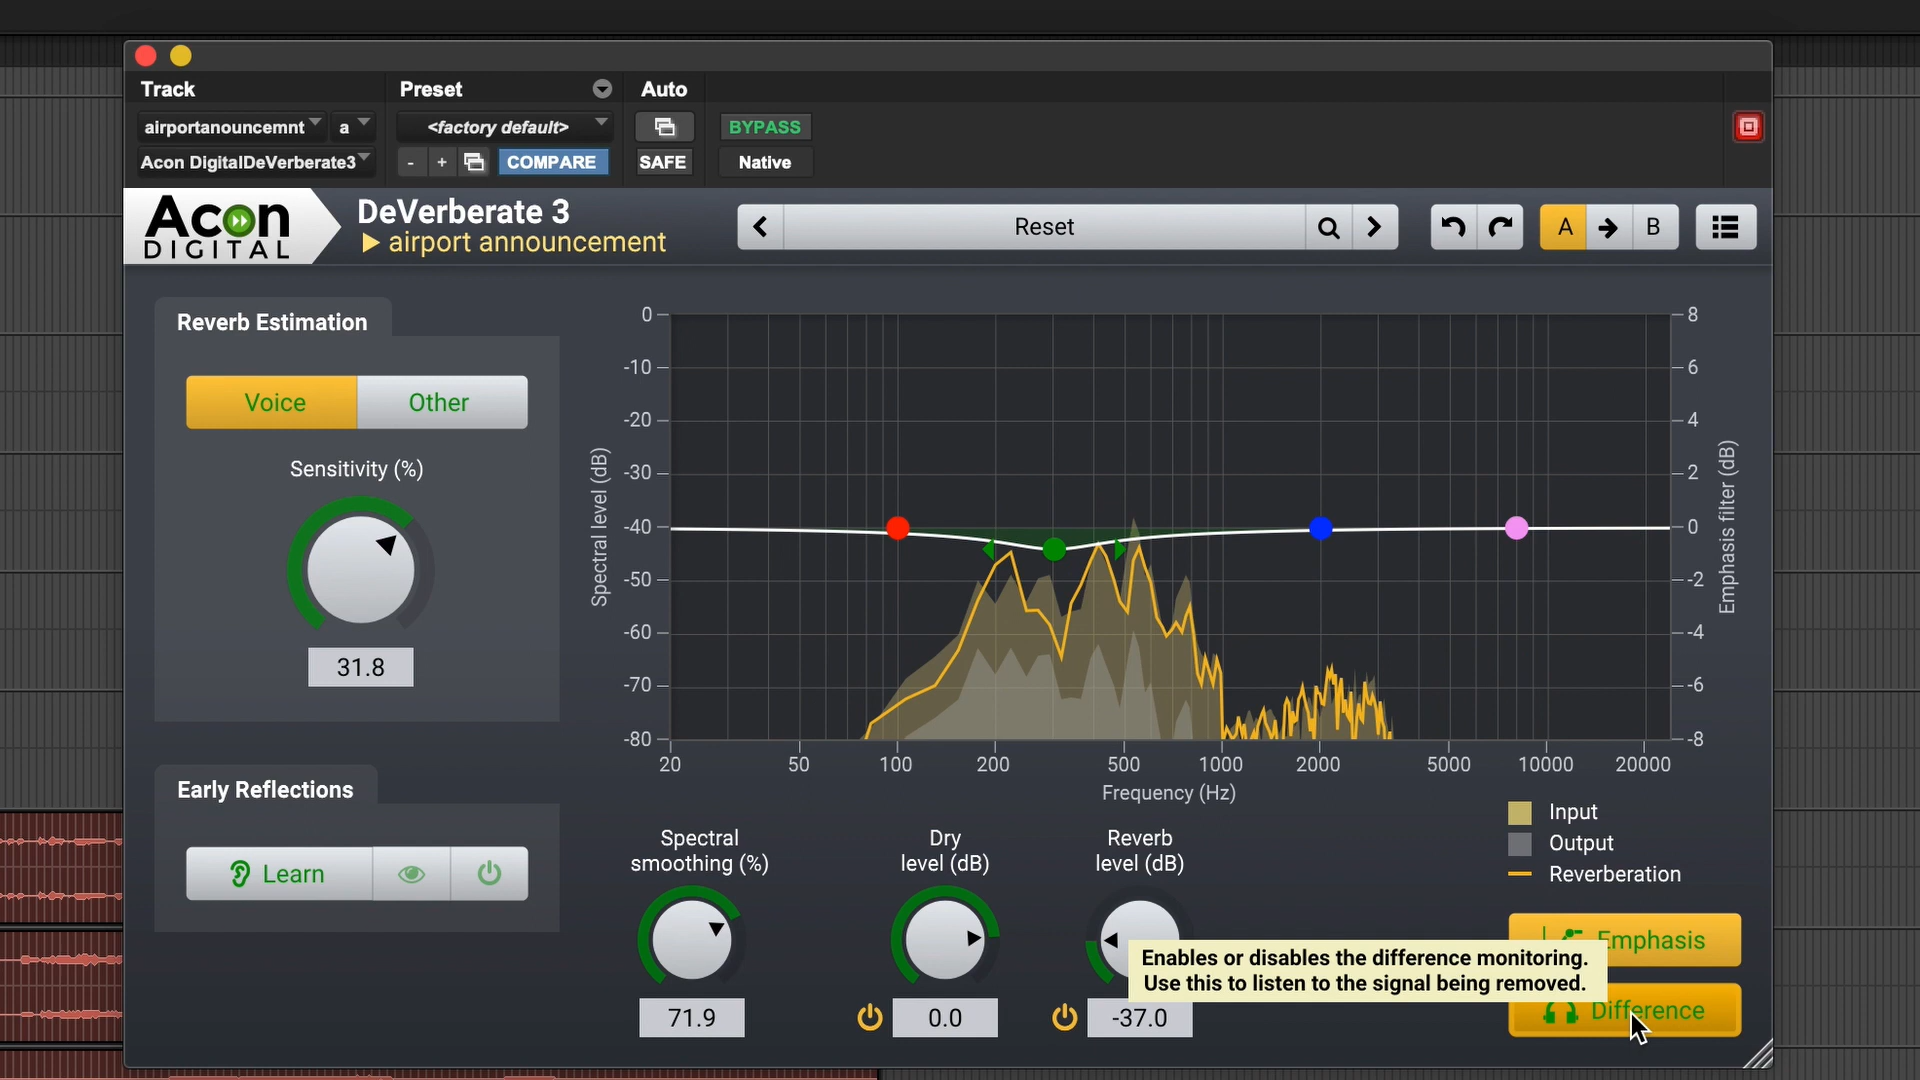 Track
Preset
Auto
airportanouncemnt
a
<factory default>
BYPASS
Acon DigitalDeVerberate3
-
+
COMPARE
SAFE
Native
Acon
DIGITAL
DeVerberate 3
airport announcement
Reset
A
B
Reverb Estimation
Voice
Other
Sensitivity (%)
31.8
Early Reflections
Learn
Spectral level (dB)
0
-10
-20
-30
-40
-50
-60
-70
-80
8
6
4
2
0
-2
-4
-6
-8
Emphasis filter (dB)
20
50
100
200
500
1000
2000
5000
10000
20000
Frequency (Hz)
Input
Output
Reverberation
Spectral
smoothing (%)
71.9
Dry
level (dB)
0.0
Reverb
level (dB)
-37.0
Emphasis
Enables or disables the difference monitoring.
Use this to listen to the signal being removed.
Difference